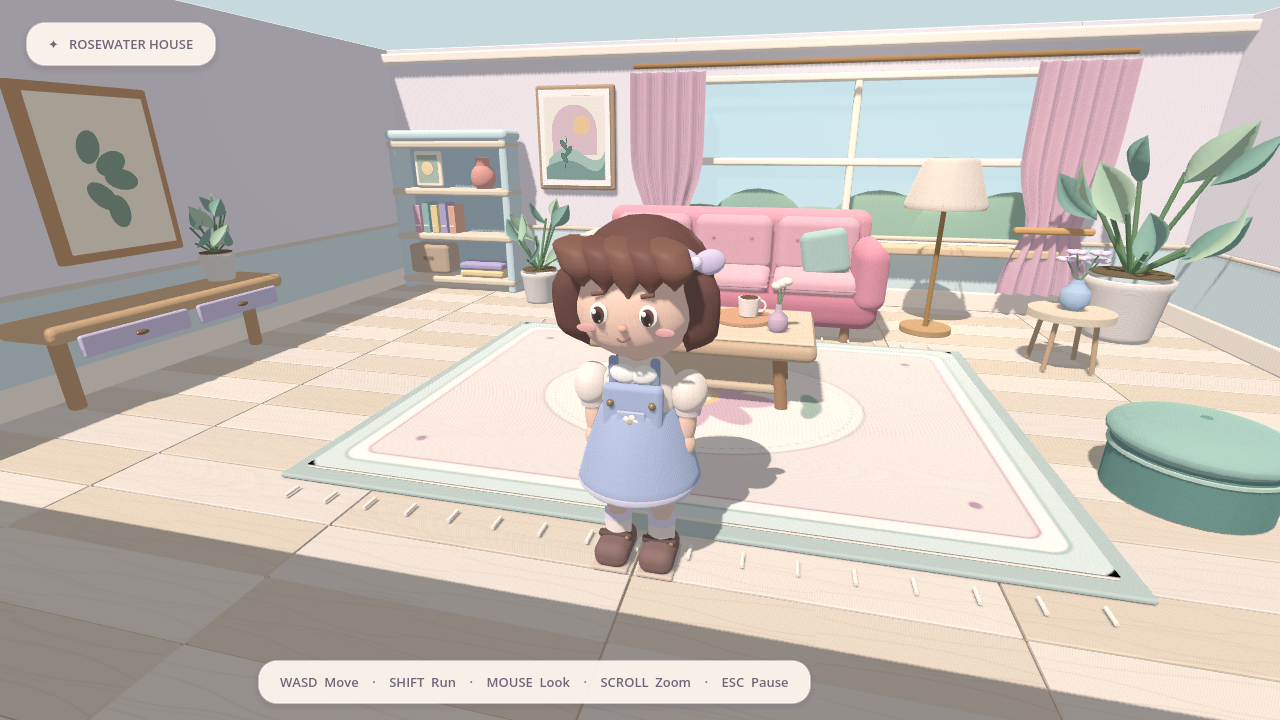 ✦ ROSEWATER HOUSE
WASD Move · SHIFT Run · MOUSE Look · SCROLL Zoom · ESC Pause